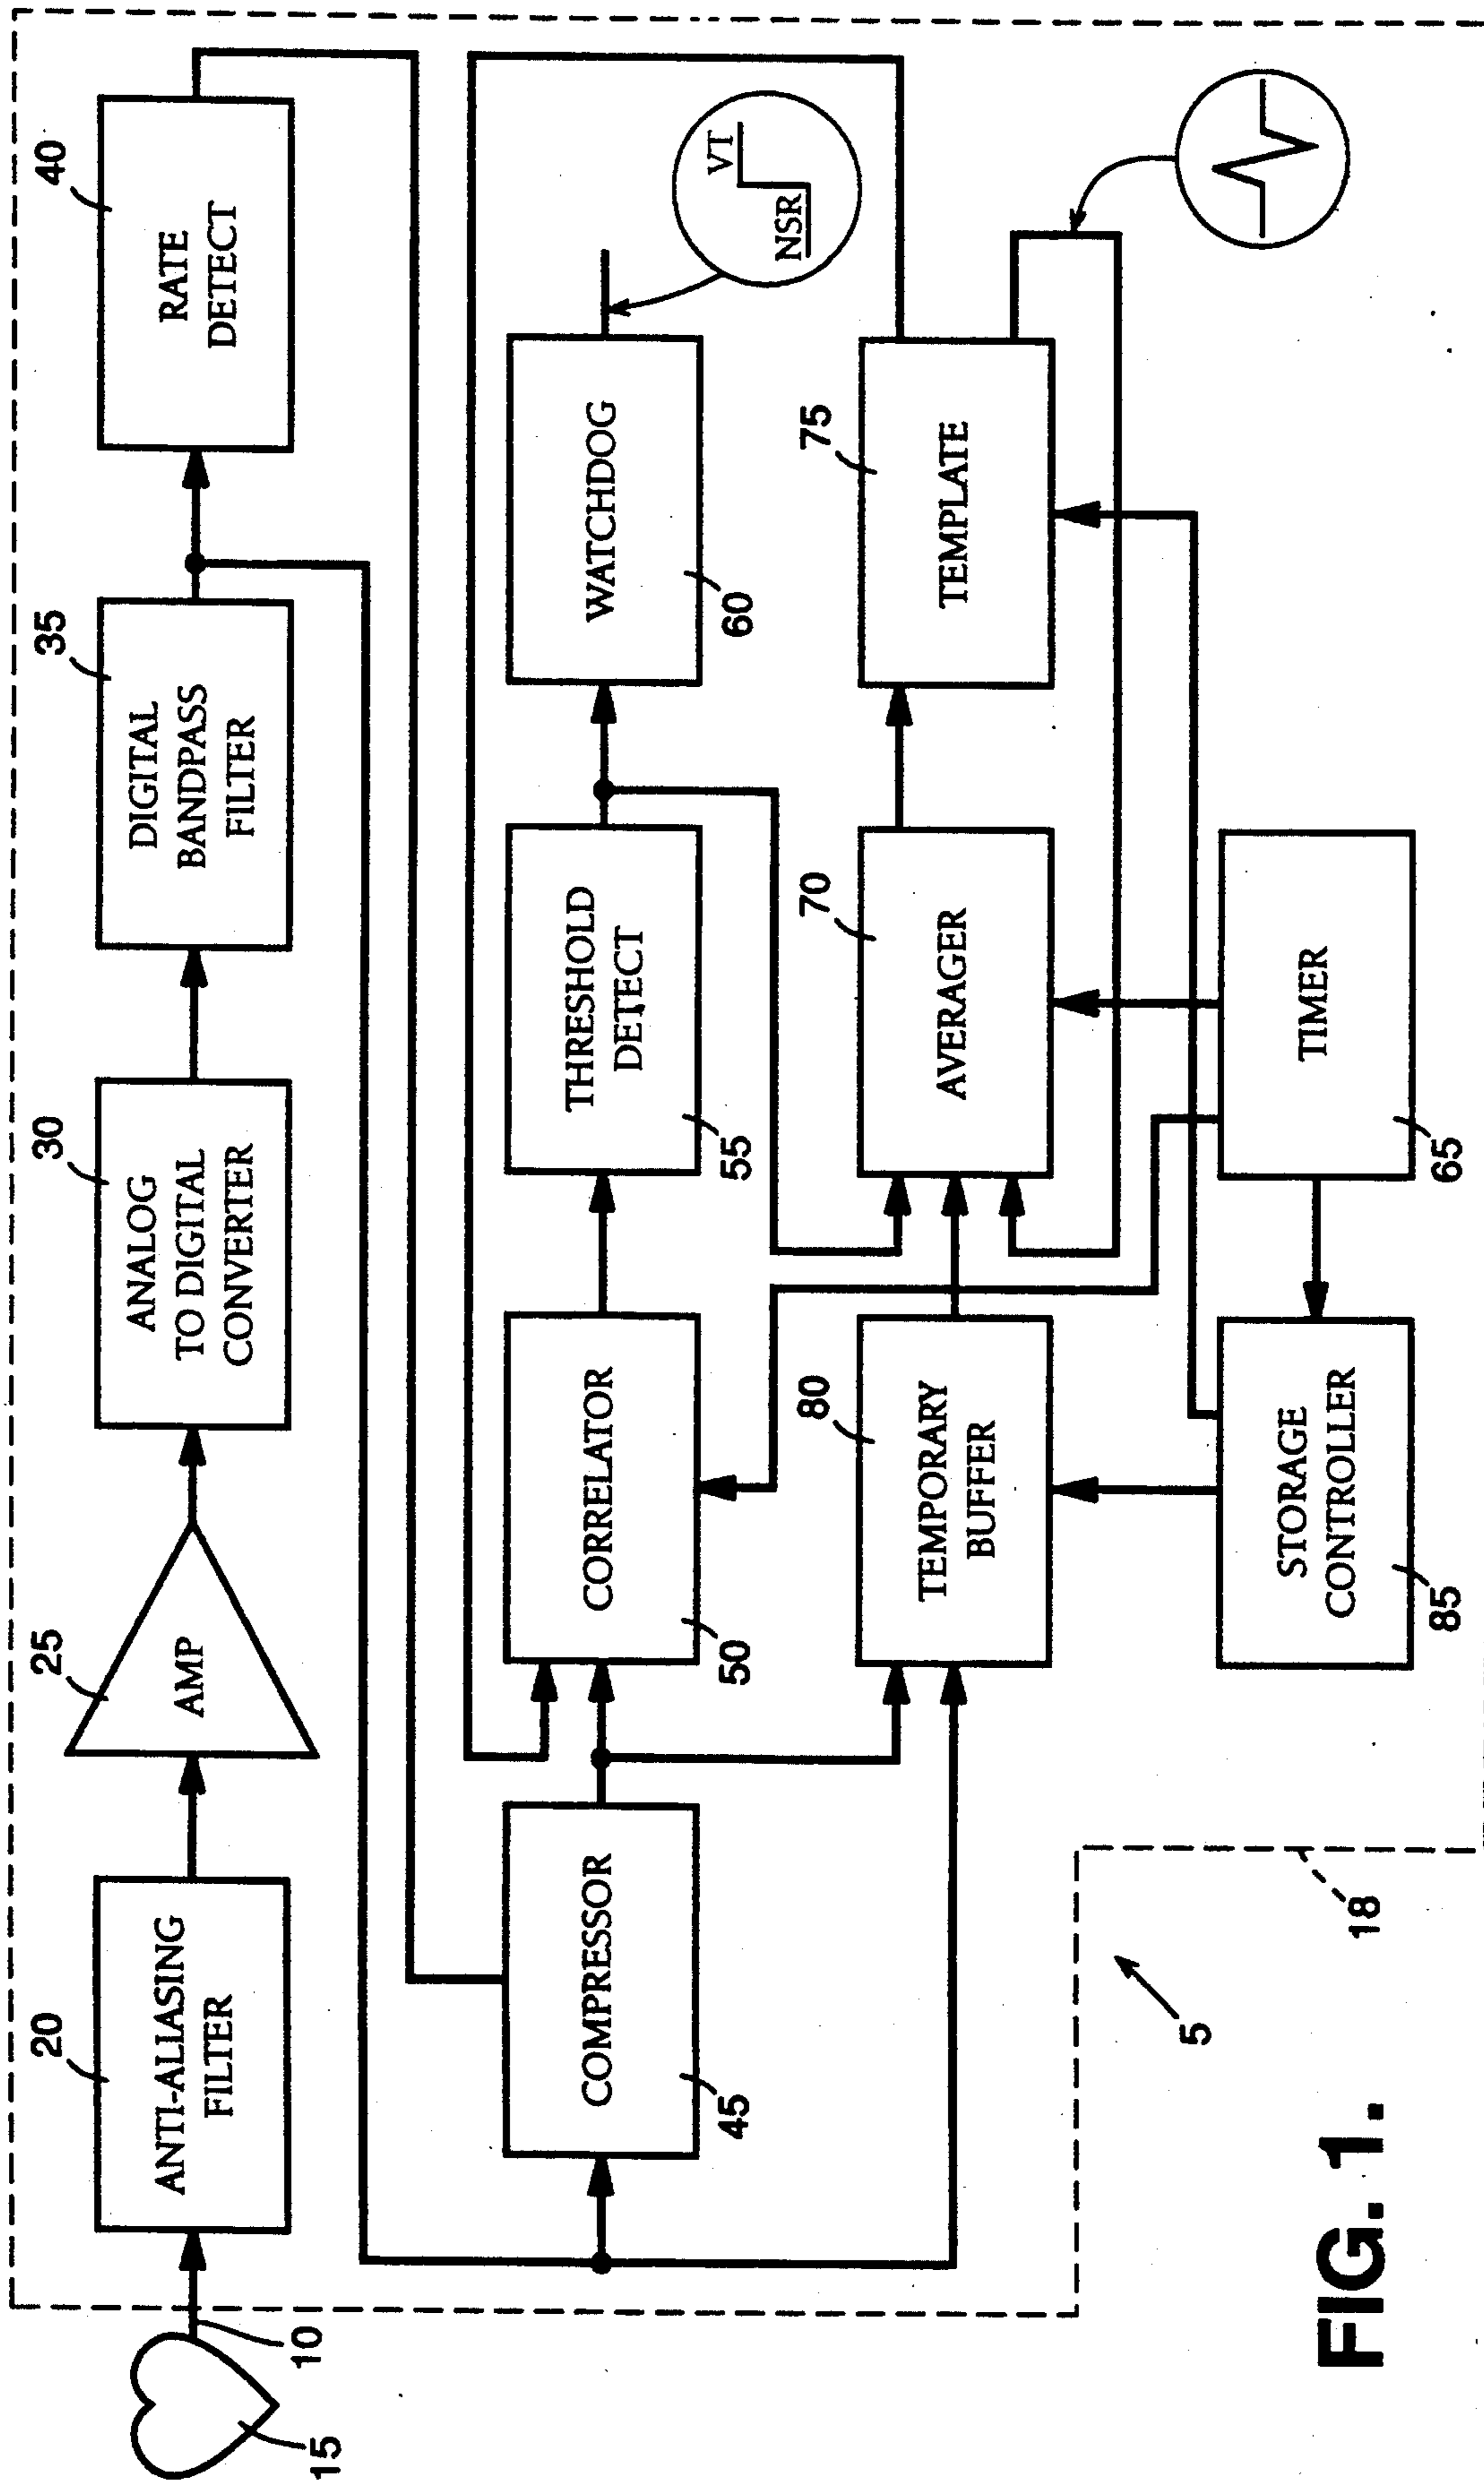 20
ANTI-ALIASING
FILTER
25
AMP
30
ANALOG
TO DIGITAL
CONVERTER
35
DIGITAL
BANDPASS
FILTER
40
RATE
DETECT
10
15
COMPRESSOR
45
CORRELATOR
50
THRESHOLD
DETECT
55
WATCHDOG
60
VT
NSR
80
TEMPORARY
BUFFER
70
AVERAGER
75
TEMPLATE
STORAGE
CONTROLLER
85
TIMER
65
5
18
FIG. 1.